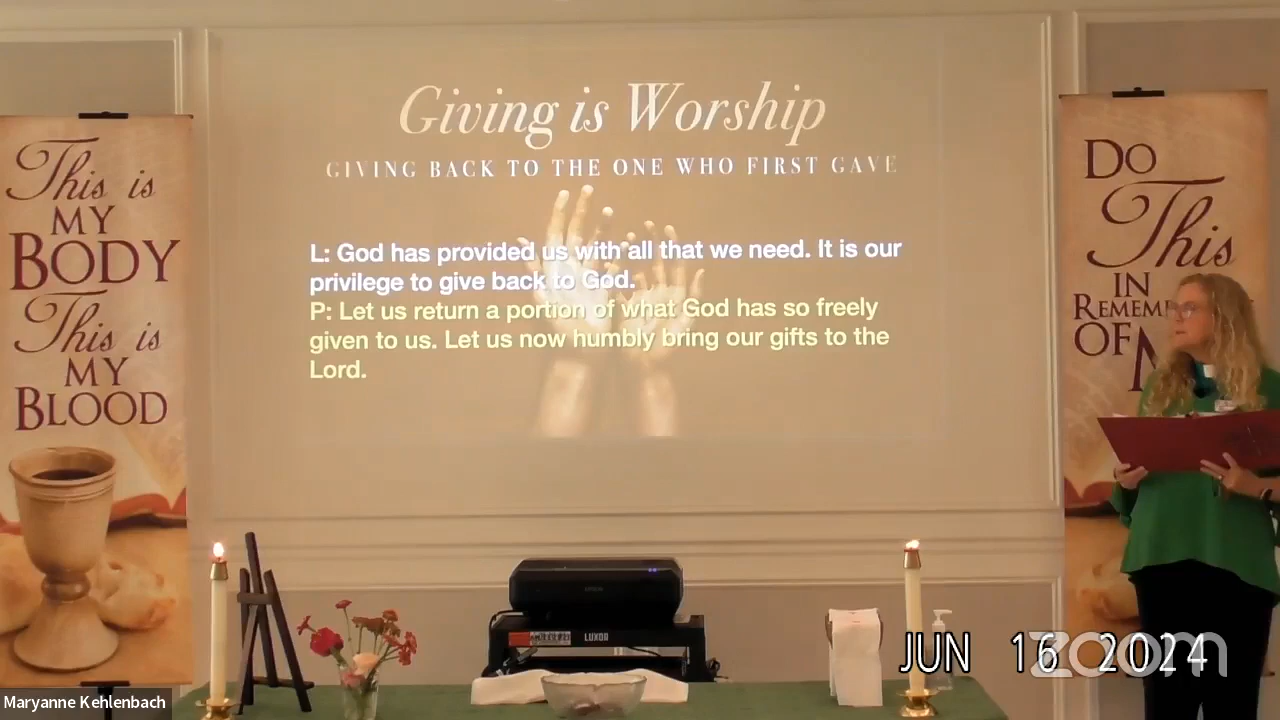 This is
MY
BODY
This is
MY
BLOOD
Giving is Worship
GIVING BACK TO THE ONE WHO FIRST GAVE
L: God has provided us with all that we need. It is our
privilege to give back to God.
P: Let us return a portion of what God has so freely
given to us. Let us now humbly bring our gifts to the
Lord.
DO
This
IN
OF
EPSON
LUXOR
JUN 16 2024
zoom
Maryanne Kehlenbach